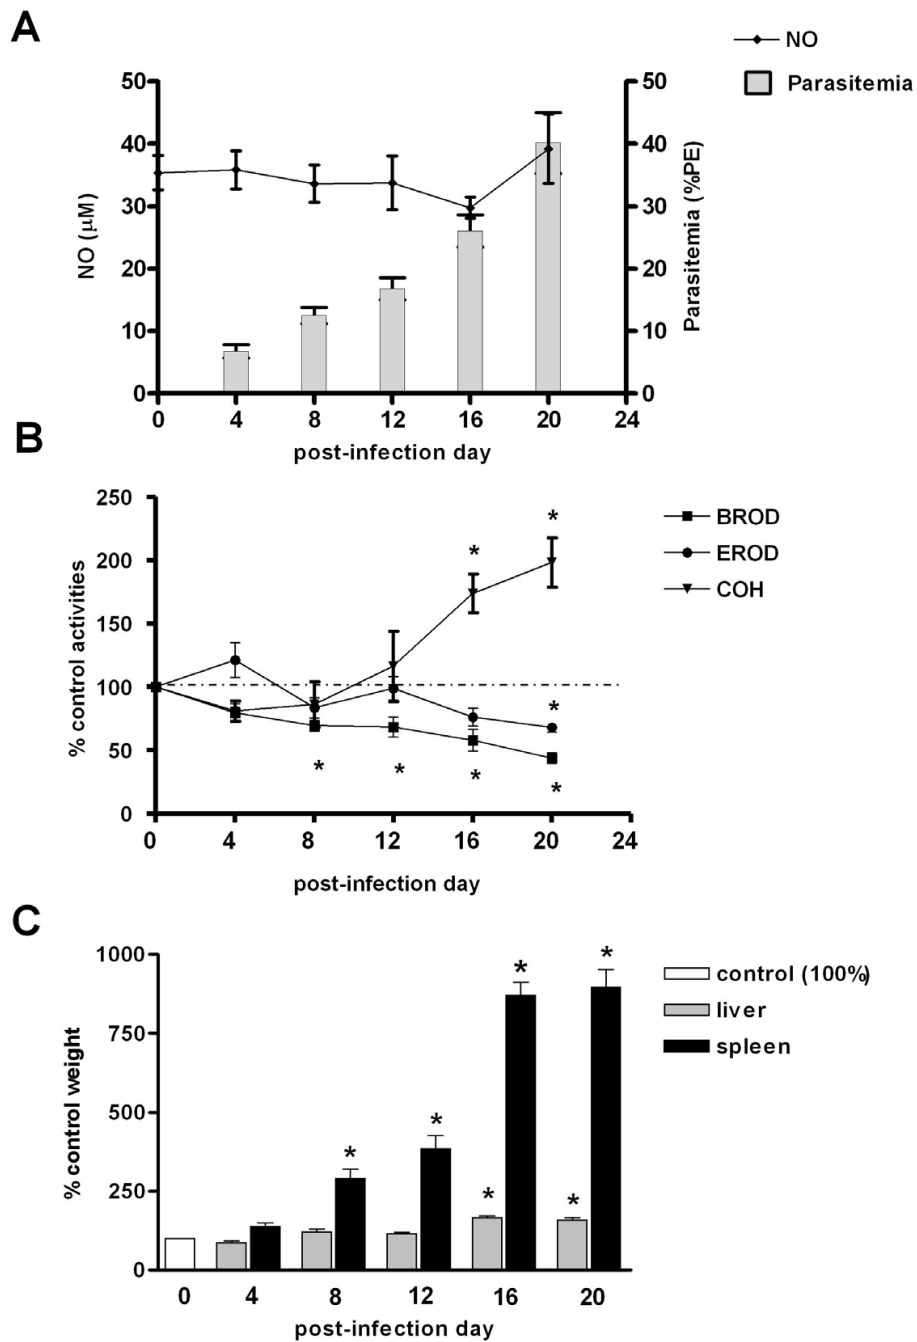 A
NO
Parasitemia
50
40
30
20
10
0
NO (µM)
50
40
30
20
10
0
Parasitemia (%PE)
0 4 8 12 16 20 24
post-infection day
B
250
200
150
100
50
0
% control activities
* *
* * * * *
BROD
EROD
COH
0 4 8 12 16 20 24
post-infection day
C
1000
750
500
250
0
% control weight
* * * * * *
control (100%)
liver
spleen
0 4 8 12 16 20
post-infection day